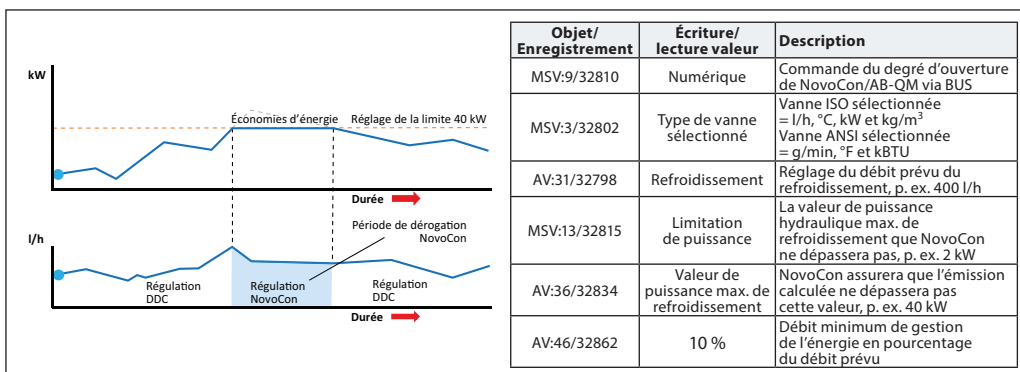 kW
Économies d'énergie
Réglage de la limite 40 kW
Durée
Période de dérogation
NovoCon
l/h
Régulation
DDC
Régulation
NovoCon
Régulation
DDC
Durée
Objet/
Enregistrement
Écriture/
lecture valeur
Description
MSV:9/32810
Numérique
Commande du degré d'ouverture
de NovoCon/AB-QM via BUS
MSV:3/32802
Type de vanne
sélectionné
Vanne ISO sélectionnée
= l/h, °C, kW et kg/m³
Vanne ANSI sélectionnée
= g/min, °F et kBTU
AV:31/32798
Refroidissement
Réglage du débit prévu du
refroidissement, p. ex. 400 l/h
MSV:13/32815
Limitation
de puissance
La valeur de puissance
hydraulique max. de
refroidissement que NovoCon
ne dépassera pas, p. ex. 2 kW
AV:36/32834
Valeur de
puissance max. de
refroidissement
NovoCon assurera que l'émission
calculée ne dépassera pas
cette valeur, p. ex. 40 kW
AV:46/32862
10 %
Débit minimum de gestion
de l'énergie en pourcentage
du débit prévu